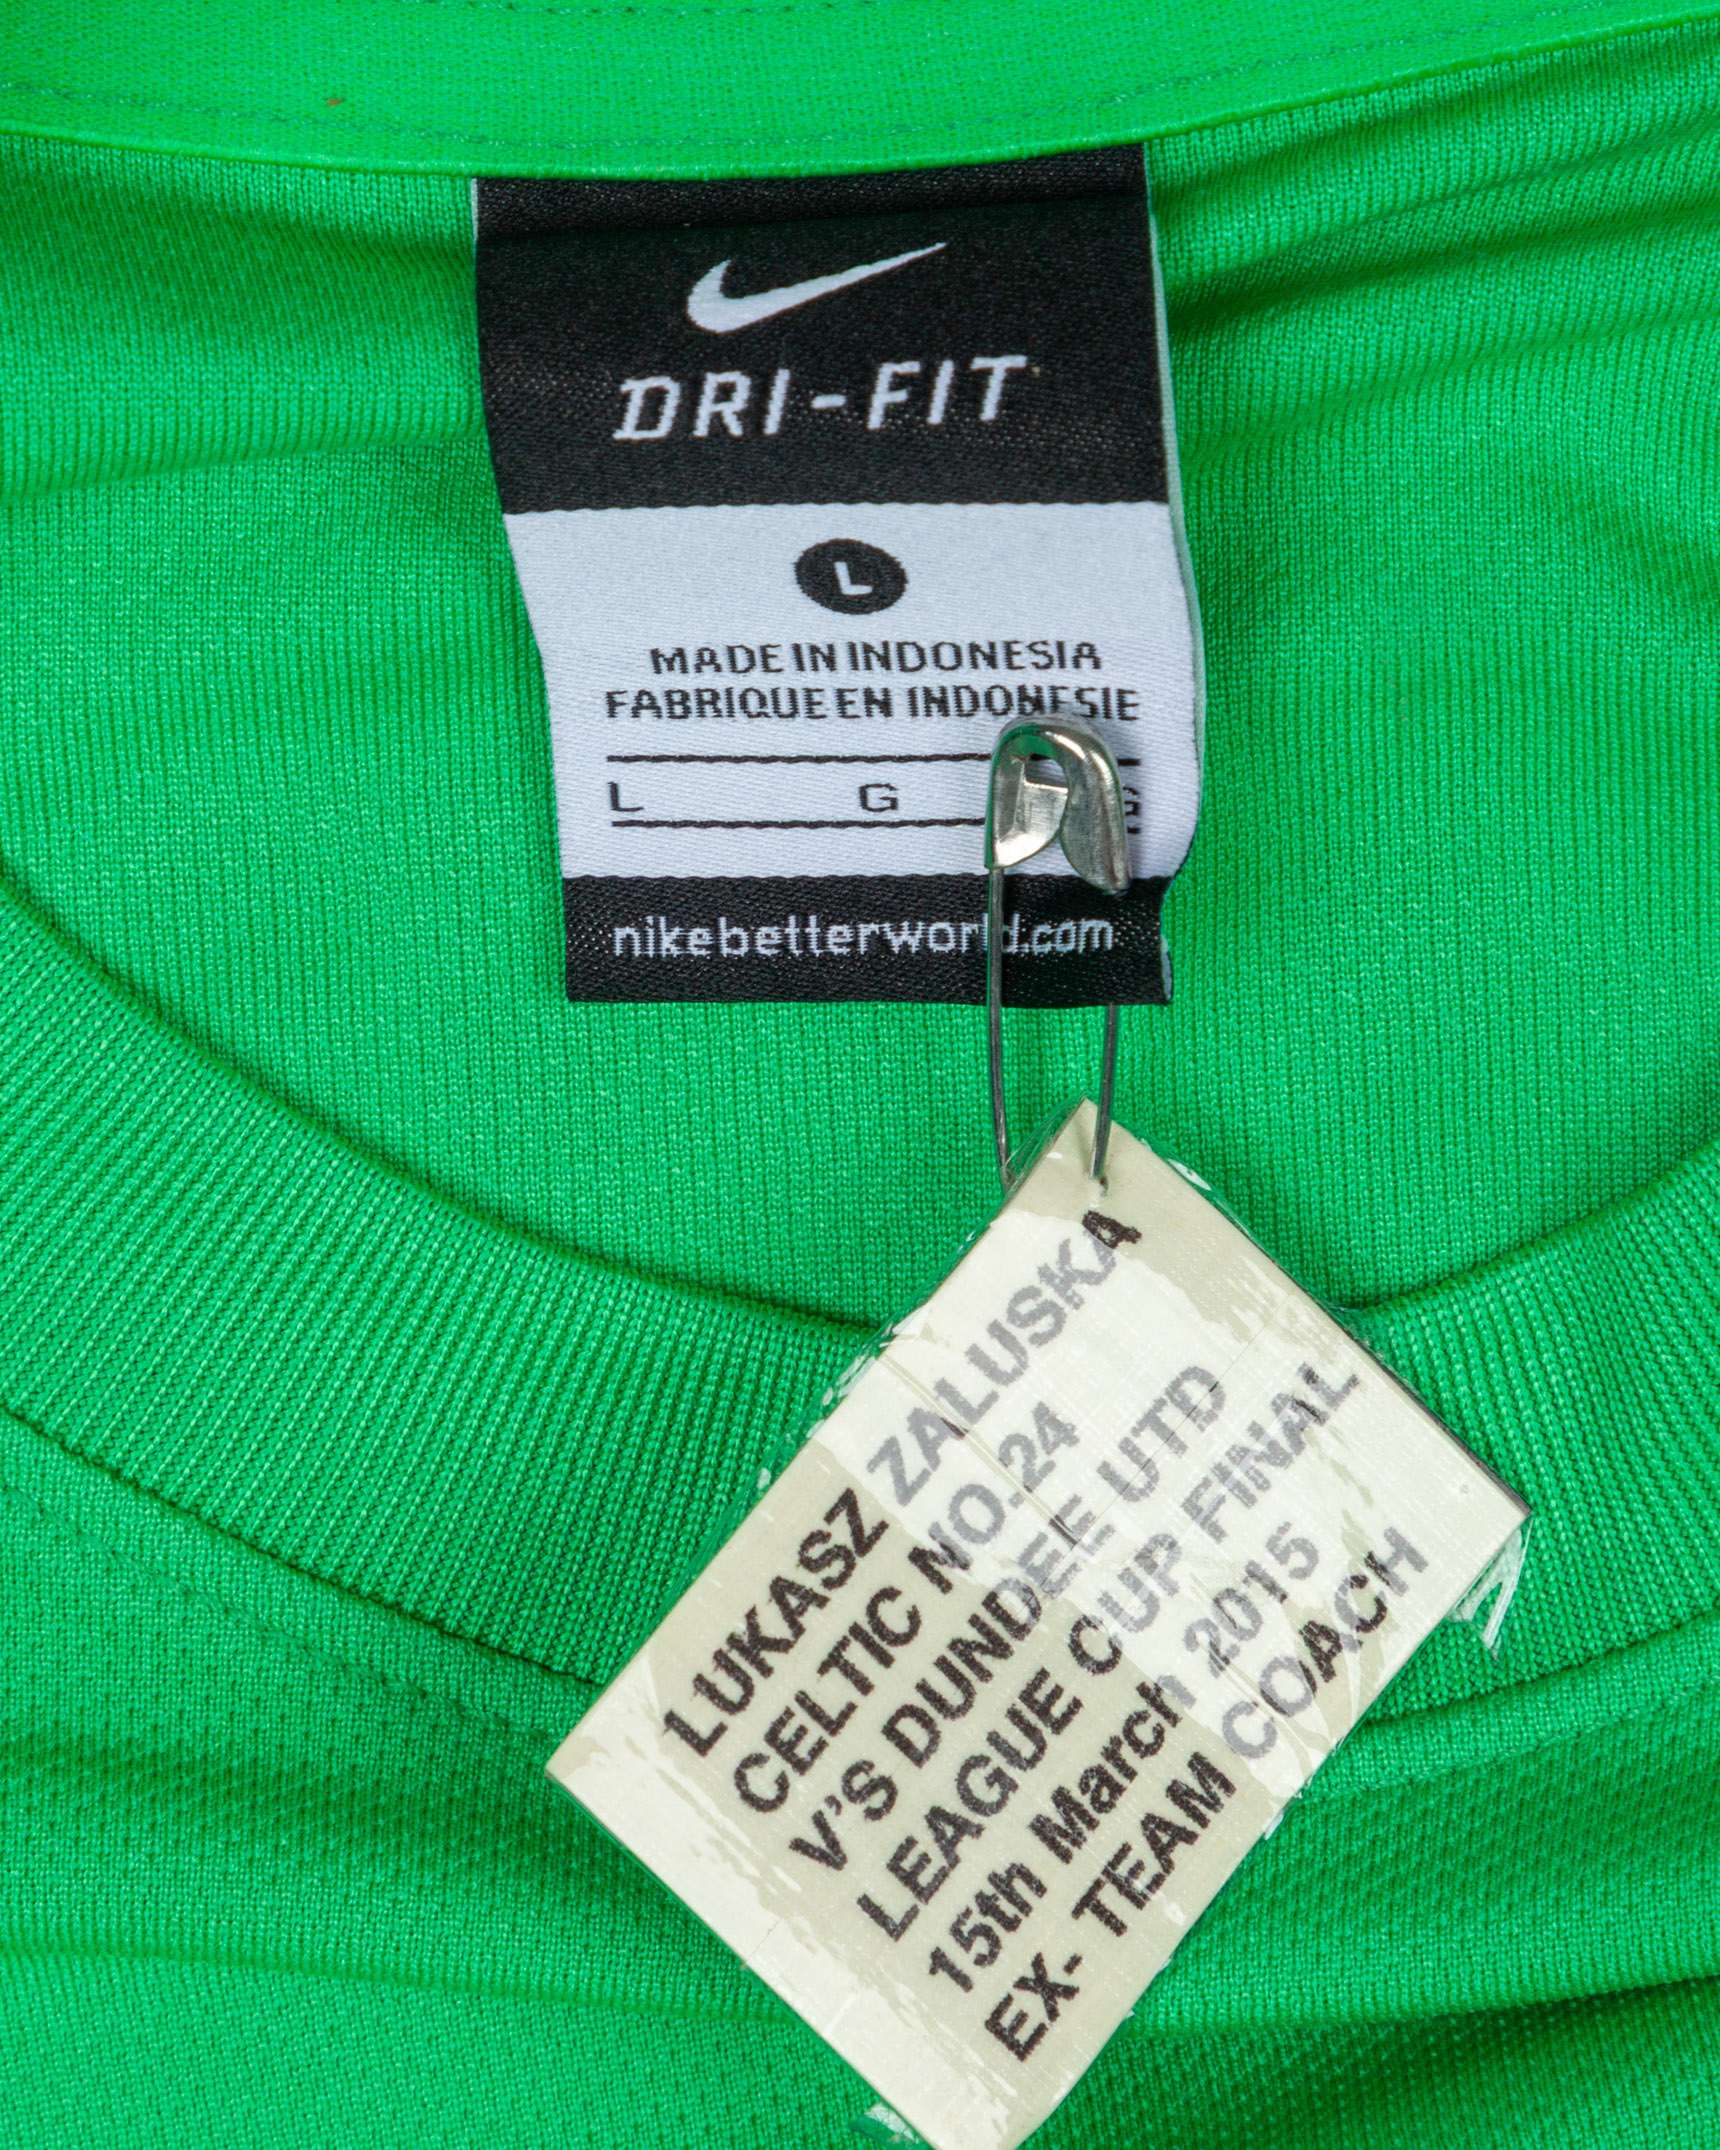 DRI-FIT
L
MADE IN INDONESIA
FABRIQUE EN INDONESIE
L G G
nikebetterworld.com
LUKASZ ZALUSKA
CELTIC NO.24
V'S DUNDEE UTD
LEAGUE CUP FINAL
15th March 2015
EX- TEAM COACH